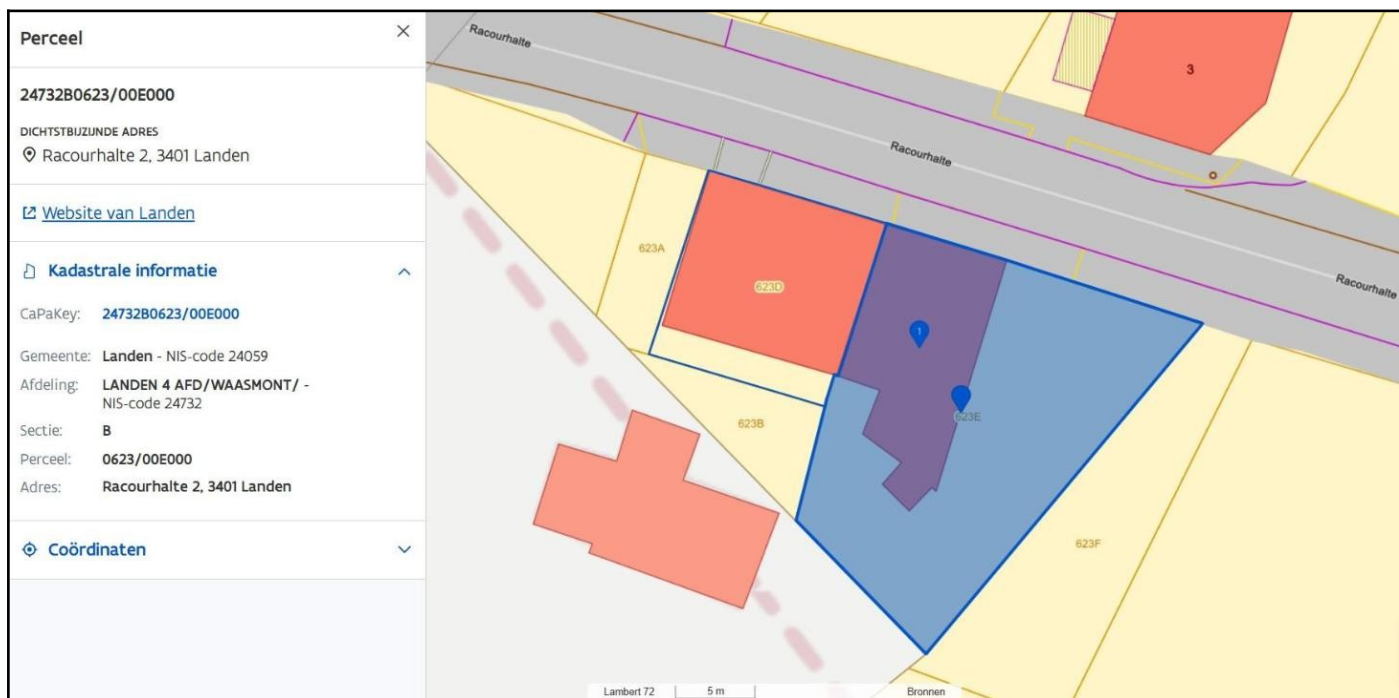 Perceel
24732B0623/00E000
DICHTSTBIJZIJNDE ADRES
Racourhalte 2, 3401 Landen
Website van Landen
Kadastrale informatie
CaPaKey: 24732B0623/00E000
Gemeente: Landen - NIS-code 24059
Afdeling: LANDEN 4 AFD/WAASMONT/ -
NIS-code 24732
Sectie: B
Perceel: 0623/00E000
Adres: Racourhalte 2, 3401 Landen
Coördinaten
Racourhalte
3
Racourhalte
Racourhalte
623A
623D
1
623E
623B
623F
Lambert 72
5 m
Bronnen